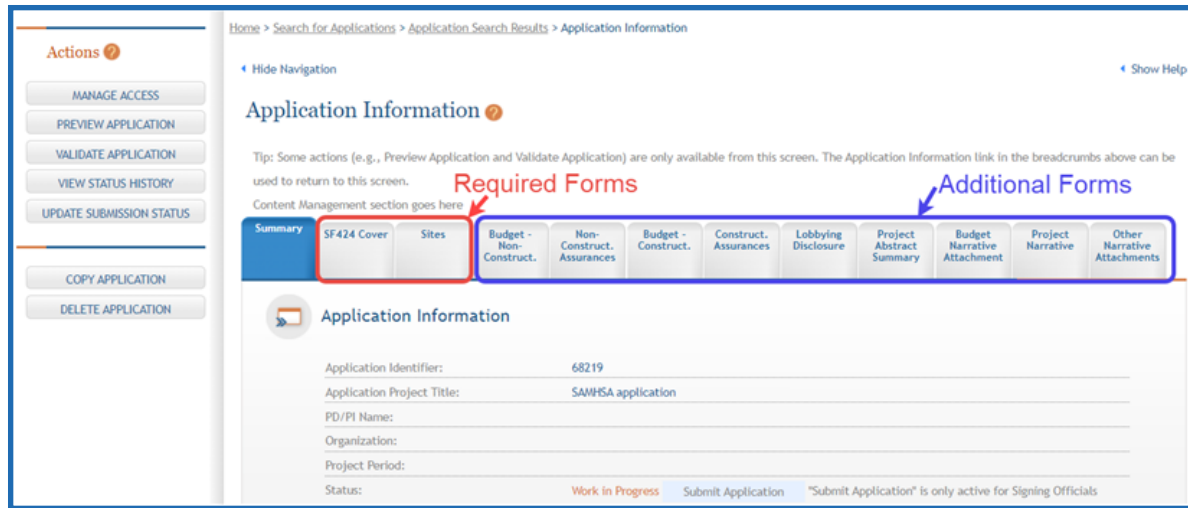 Home > Search for Applications > Application Search Results > Application Information
Actions ?
Hide Navigation
Show Help
MANAGE ACCESS
PREVIEW APPLICATION
VALIDATE APPLICATION
VIEW STATUS HISTORY
UPDATE SUBMISSION STATUS
COPY APPLICATION
DELETE APPLICATION
Application Information ?
Tip: Some actions (e.g., Preview Application and Validate Application) are only available from this screen. The Application Information link in the breadcrumbs above can be
used to return to this screen.
Content Management section goes here
Required Forms
Additional Forms
Summary
SF424 Cover
Sites
Budget -
Non-
Construct.
Non-
Construct.
Assurances
Budget -
Construct.
Construct.
Assurances
Lobbying
Disclosure
Project
Abstract
Summary
Budget
Narrative
Attachment
Project
Narrative
Other
Narrative
Attachments
Application Information
Application Identifier: 68219
Application Project Title: SAMHSA application
PD/PI Name:
Organization:
Project Period:
Status: Work in Progress Submit Application "Submit Application" is only active for Signing Officials